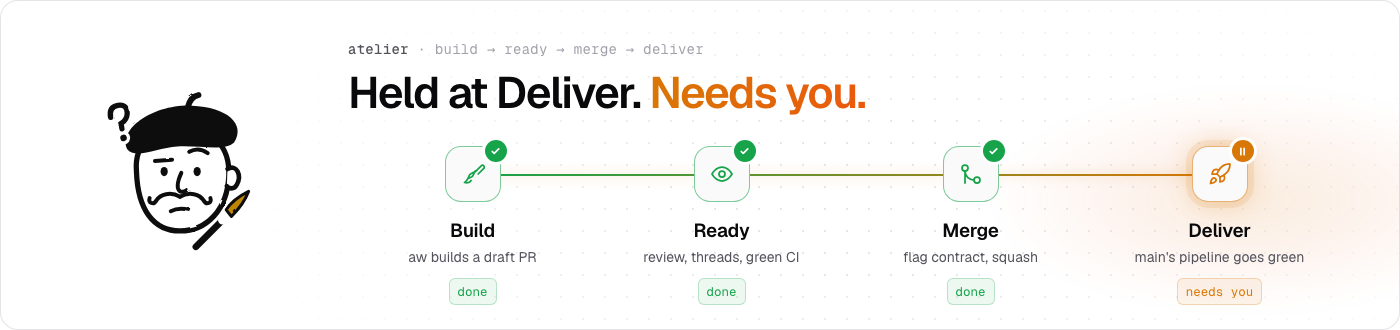 atelier · build → ready → merge → deliver
Held at Deliver. Needs you.
?
Build
aw builds a draft PR
done
Ready
review, threads, green CI
done
Merge
flag contract, squash
done
Deliver
main's pipeline goes green
needs you